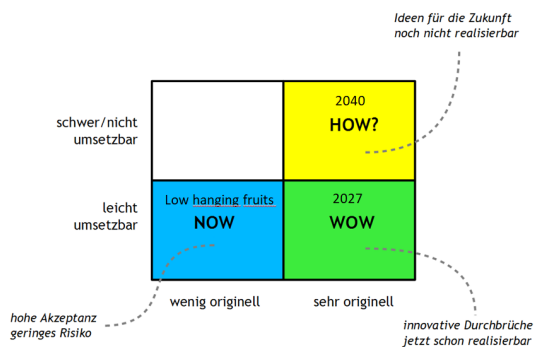 Ideen für die Zukunft
noch nicht realisierbar
schwer/nicht
umsetzbar
2040
HOW?
leicht
umsetzbar
Low hanging fruits
NOW
2027
WOW
wenig originell
sehr originell
hohe Akzeptanz
geringes Risiko
innovative Durchbrüche
jetzt schon realisierbar